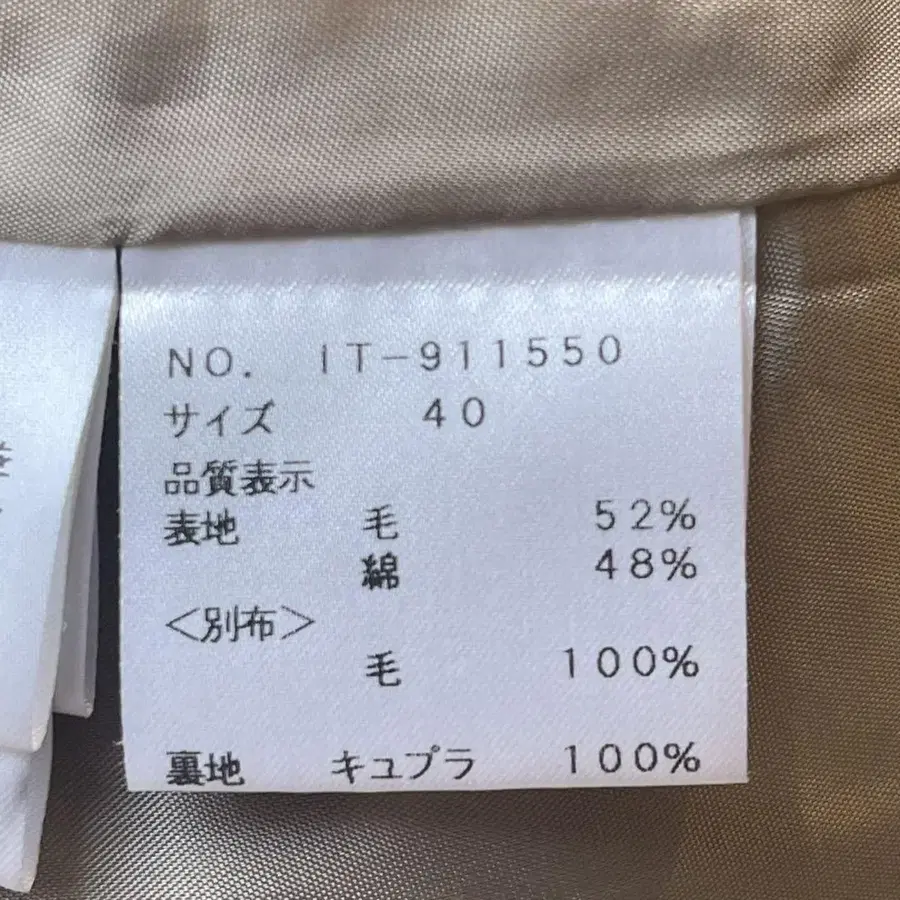 NO. IT-911550
サイズ 40
品質表示
表地 毛 52%
綿 48%
<別布>
毛 100%
裏地 キュプラ 100%